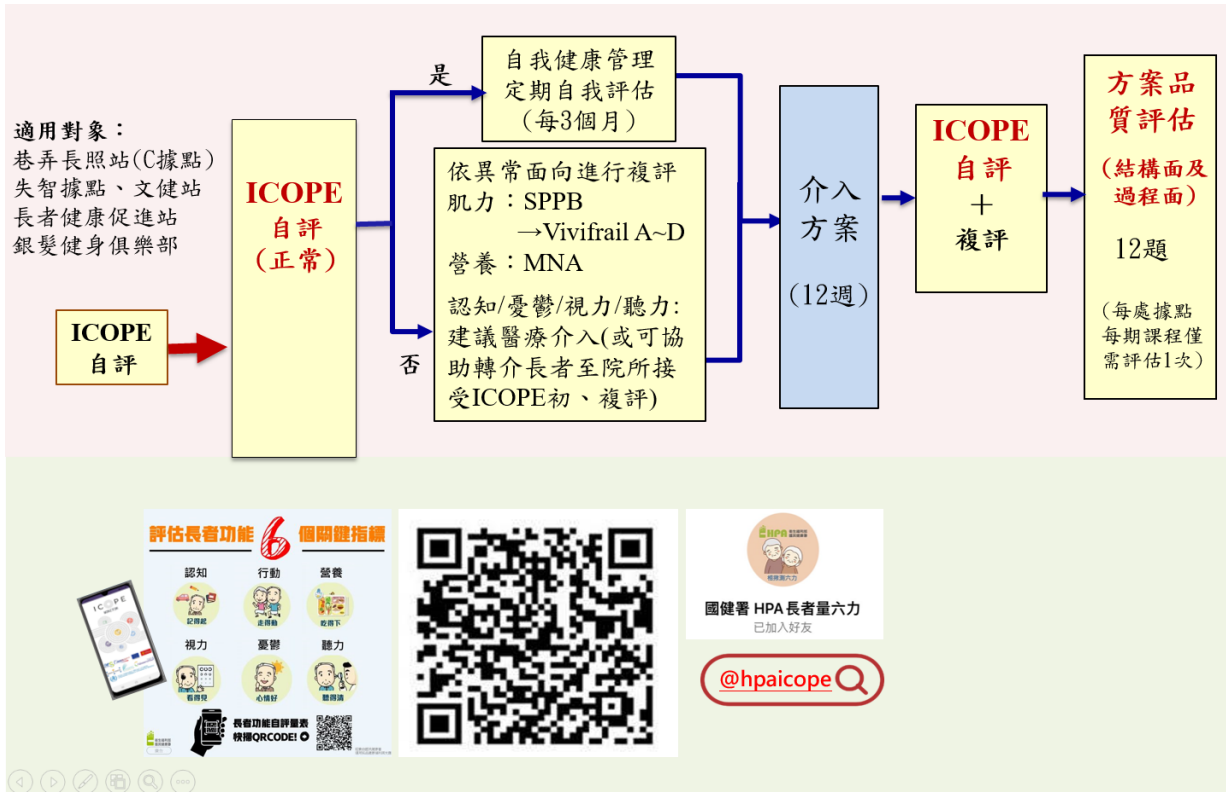 適用對象：
巷弄長照站(C據點)
失智據點、文健站
長者健康促進站
銀髮健身俱樂部
ICOPE
自評
ICOPE
自評
(正常)
是
自我健康管理
定期自我評估
(每3個月)
否
依異常面向進行複評
肌力：SPPB
→Vivifrail A~D
營養：MNA
認知/憂鬱/視力/聽力:
建議醫療介入(或可協
助轉介長者至院所接
受ICOPE初、複評)
介入
方案
(12週)
ICOPE
自評
＋
複評
方案品
質評估
(結構面及
過程面)
12題
(每處據點
每期課程僅
需評估1次)
ICOPE
評估長者功能6個關鍵指標
認知 行動 營養
記得起 走得動 吃得下
視力 憂鬱 聽力
看得見 心情好 聽得清
長者功能自評量表
快掃QRCODE!
HPA
國健署 HPA 長者量六力
已加入好友
@hpaicope